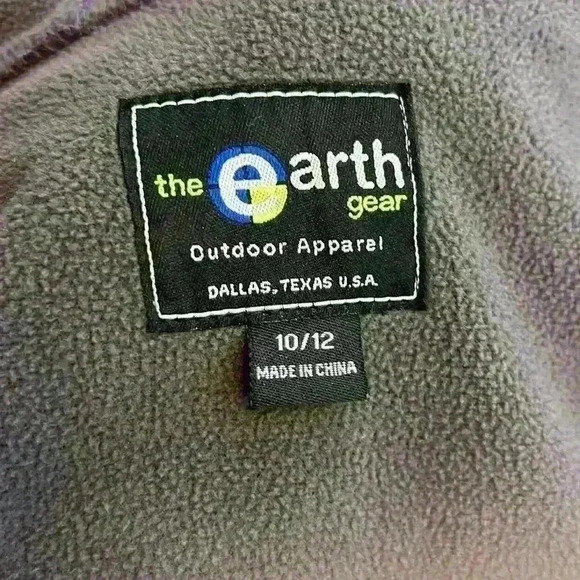 the earth
gear
Outdoor Apparel
DALLAS, TEXAS U.S.A.
10/12
MADE IN CHINA